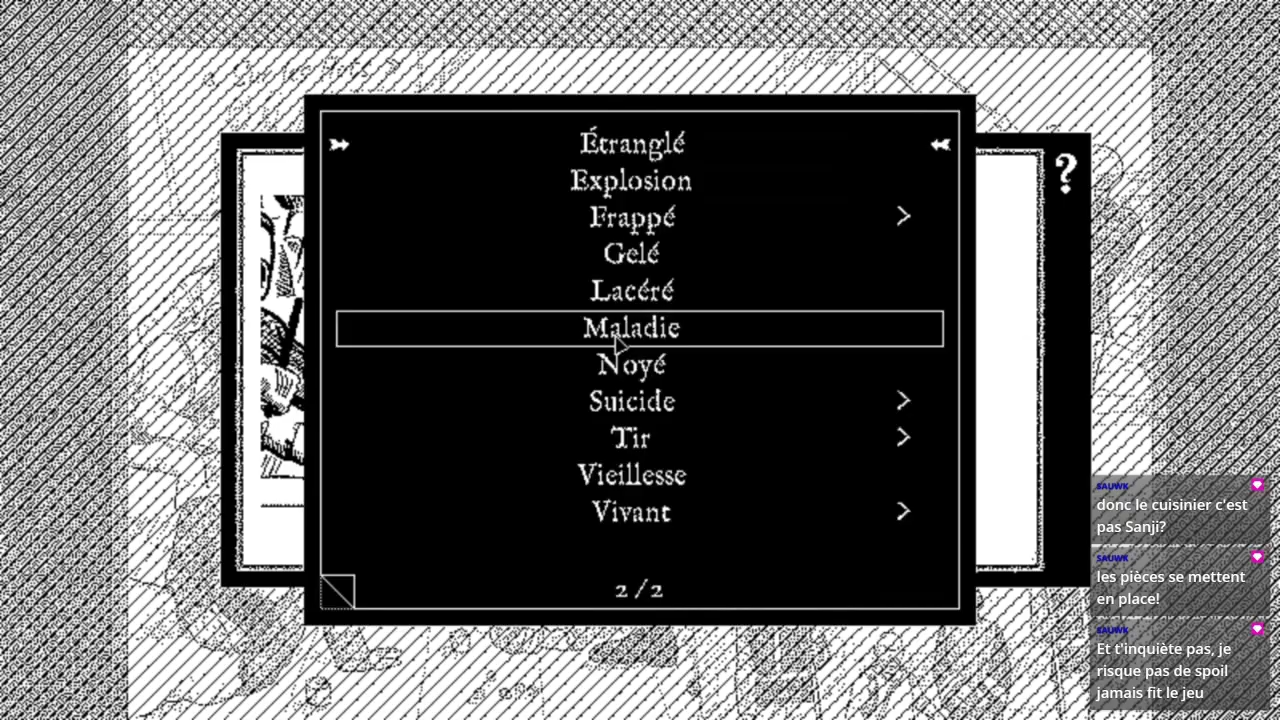 Étranglé
Explosion
Frappé >
Gelé
Lacéré
Maladie
Noyé
Suicide >
Tir >
Vieillesse
Vivant >
2/2
?
SAUWK
donc le cuisinier c'est
pas Sanji?
SAUWK
les pièces se mettent
en place!
SAUWK
Et t'inquiète pas, je
risque pas de spoil
jamais fit le jeu